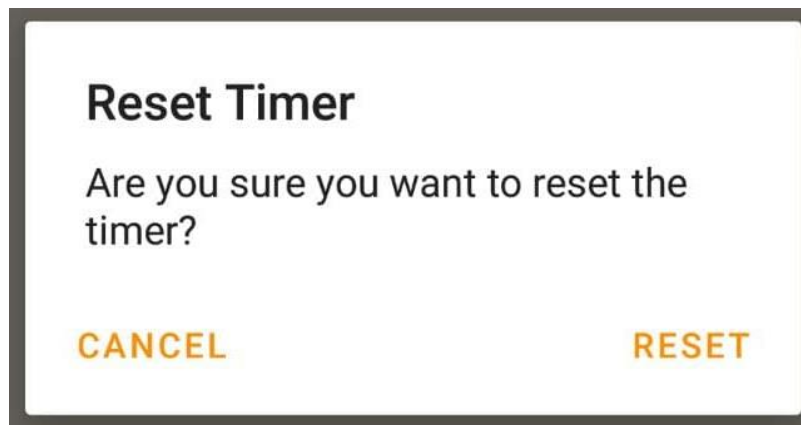 Reset Timer
Are you sure you want to reset the
timer?
CANCEL
RESET